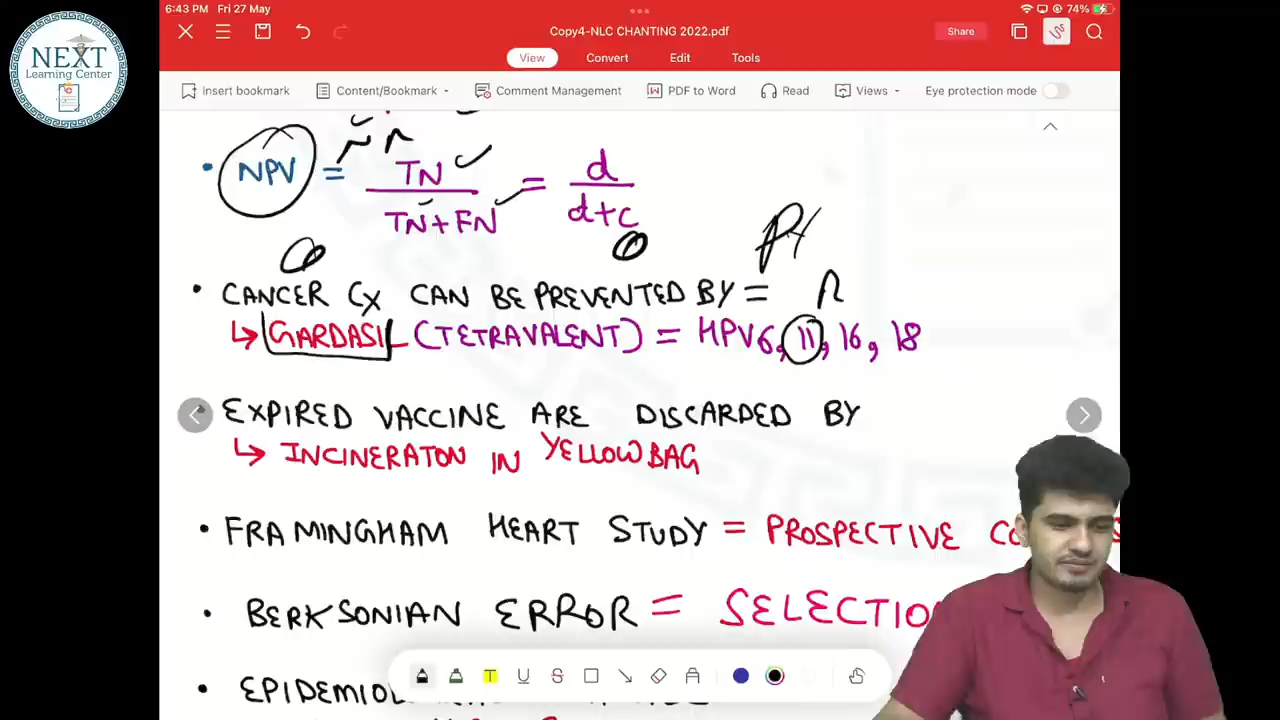 6:43 PM Fri 27 May
74%
NEXT
Learning Center
Copy4-NLC CHANTING 2022.pdf
Share
View Convert Edit Tools
Insert bookmark Content/Bookmark Comment Management PDF to Word Read Views Eye protection mode
• NPV = TN = d
TN + FN d+c
• CANCER CX CAN BE PREVENTED BY =
↳ GARDASIL (TETRAVALENT) = HPV 6, 11, 16, 18
• EXPIRED VACCINE ARE DISCARDED BY
↳ INCINERATON IN YELLOW BAG
• FRAMINGHAM HEART STUDY = PROSPECTIVE
• BERKSONIAN ERROR = SELECTIO